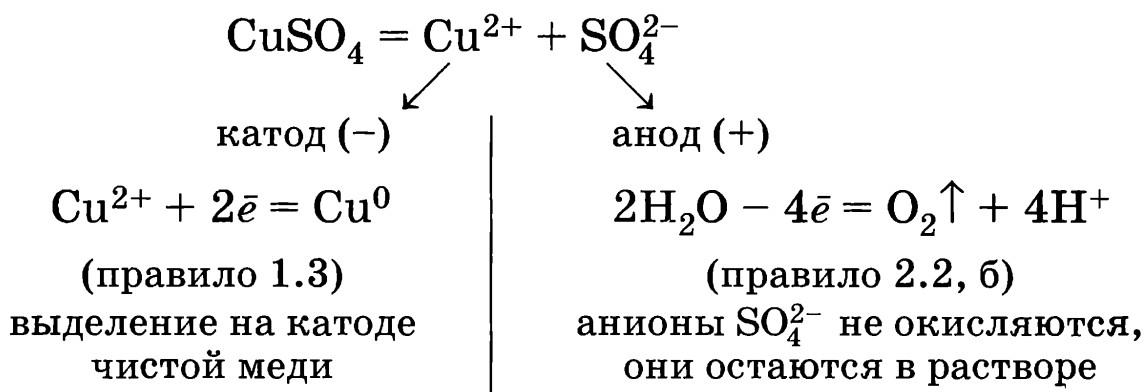 CuSO₄ = Cu²⁺ + SO₄²⁻
катод (−)
Cu²⁺ + 2ē = Cu⁰
(правило 1.3)
выделение на катоде
чистой меди
анод (+)
2H₂O − 4ē = O₂↑ + 4H⁺
(правило 2.2, б)
анионы SO₄²⁻ не окисляются,
они остаются в растворе